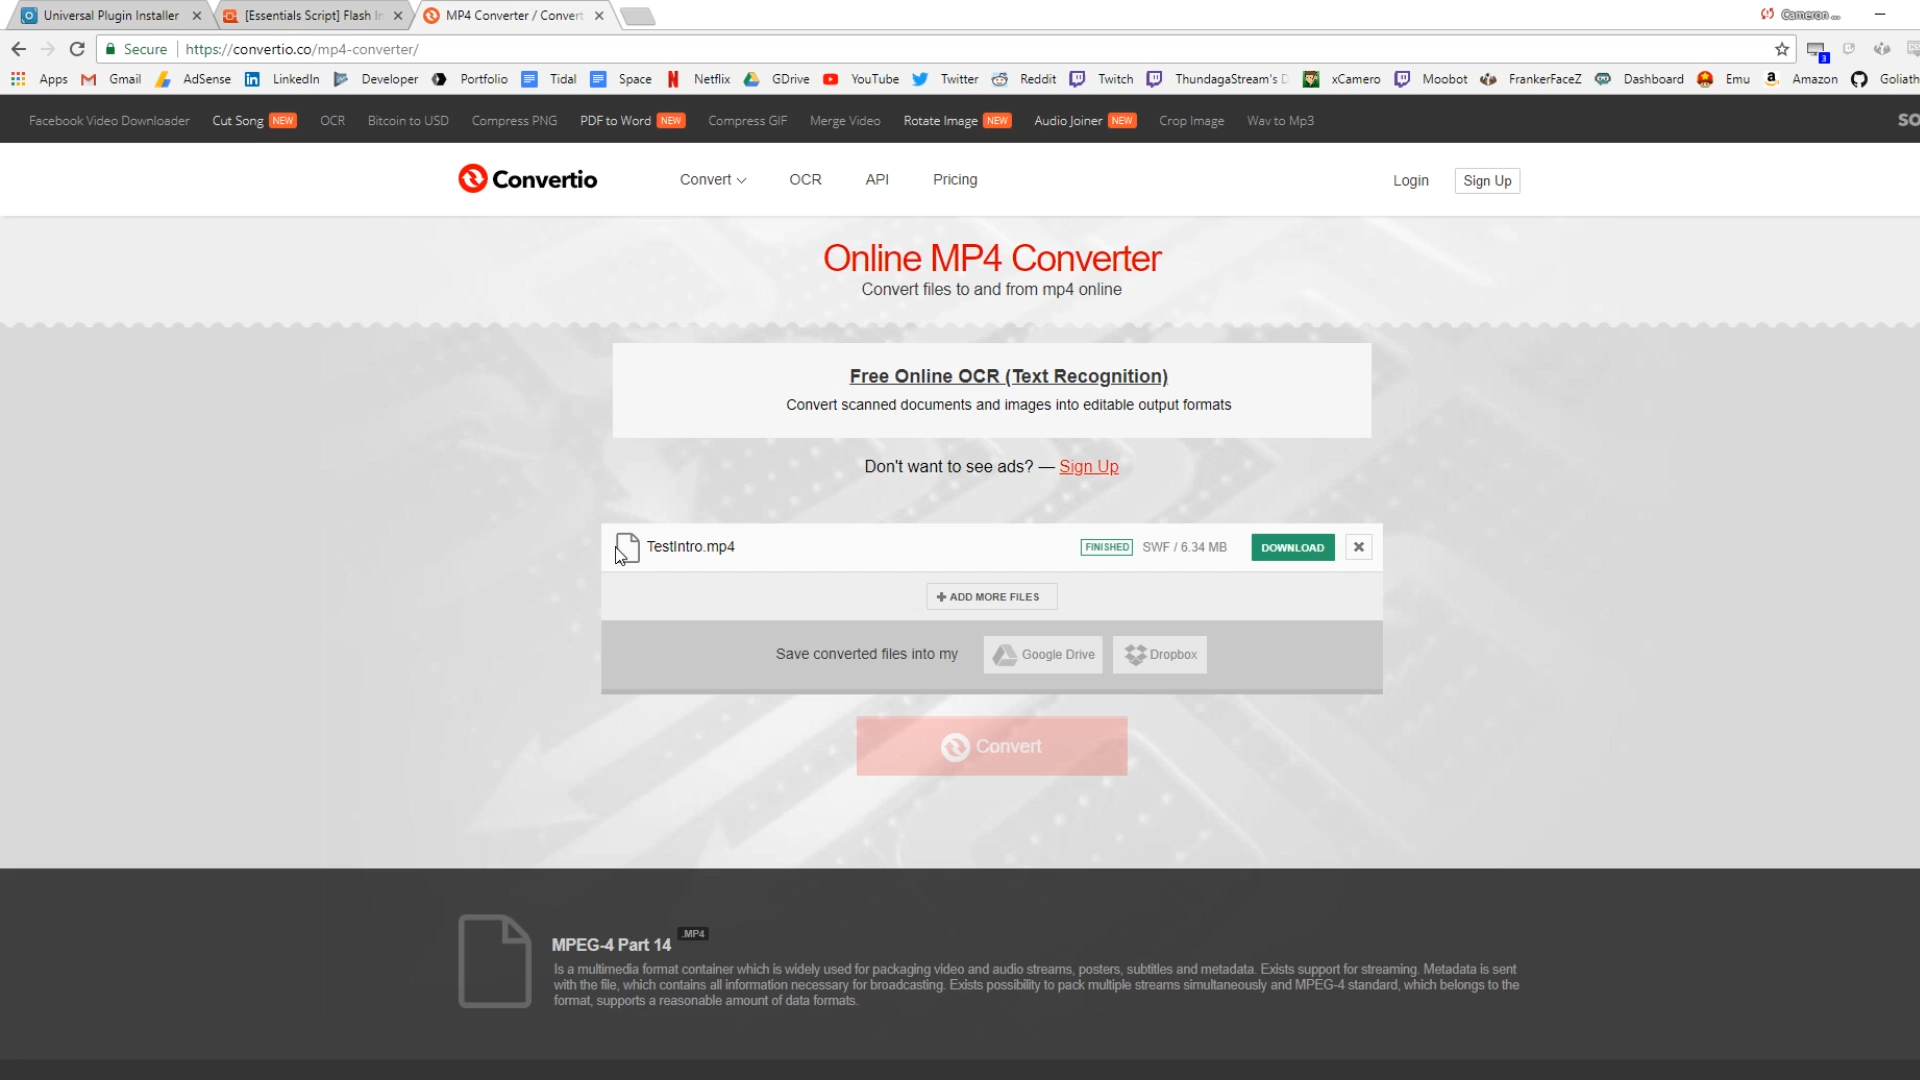 Universal Plugin Installer
[Essentials Script] Flash In
MP4 Converter / Convert
Cameron ...
Secure
https://convertio.co/mp4-converter/
3
Apps
Gmail
AdSense
LinkedIn
Developer
Portfolio
Tidal
Space
Netflix
GDrive
YouTube
Twitter
Reddit
Twitch
ThundagaStream's D
xCamero
Moobot
FrankerFaceZ
Dashboard
Emu
Amazon
Goliath
Facebook Video Downloader
Cut Song NEW
OCR
Bitcoin to USD
Compress PNG
PDF to Word NEW
Compress GIF
Merge Video
Rotate Image NEW
Audio Joiner NEW
Crop Image
Wav to Mp3
SO
Convertio
Convert
OCR
API
Pricing
Login
Sign Up
Online MP4 Converter
Convert files to and from mp4 online
Free Online OCR (Text Recognition)
Convert scanned documents and images into editable output formats
Don't want to see ads? — Sign Up
TestIntro.mp4
FINISHED
SWF / 6.34 MB
DOWNLOAD
ADD MORE FILES
Save converted files into my
Google Drive
Dropbox
Convert
MPEG-4 Part 14
.MP4
Is a multimedia format container which is widely used for packaging video and audio streams, posters, subtitles and metadata. Exists support for streaming. Metadata is sent
with the file, which contains all information necessary for broadcasting. Exists possibility to pack multiple streams simultaneously and MPEG-4 standard, which belongs to the
format, supports a reasonable amount of data formats.